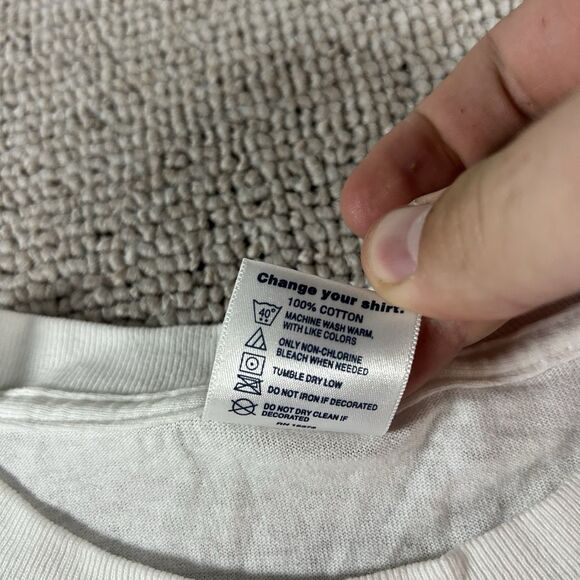 Change your shirt.
100% COTTON
40°
MACHINE WASH WARM,
WITH LIKE COLORS
ONLY NON-CHLORINE
BLEACH WHEN NEEDED
TUMBLE DRY LOW
DO NOT IRON IF DECORATED
DO NOT DRY CLEAN IF
DECORATED
RN